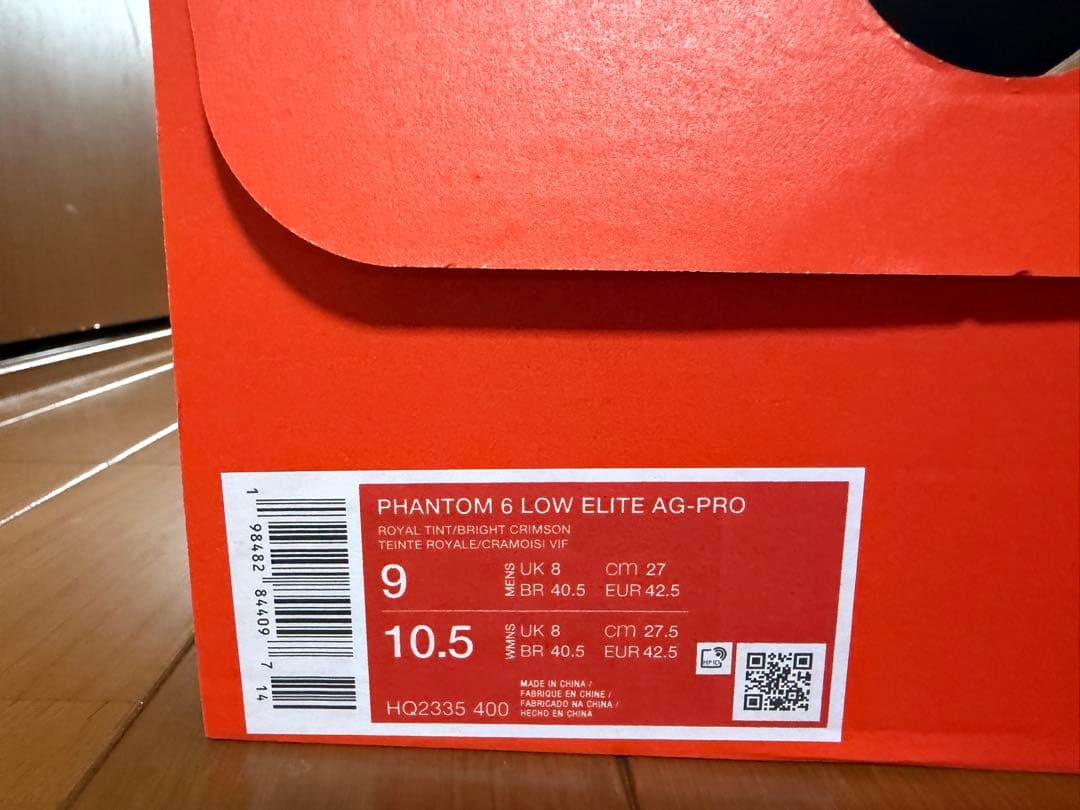 PHANTOM 6 LOW ELITE AG-PRO
ROYAL TINT/BRIGHT CRIMSON
TEINTE ROYALE/CRAMOISI VIF
9 MENS UK 8 cm 27
BR 40.5 EUR 42.5
10.5 WMNS UK 8 cm 27.5
BR 40.5 EUR 42.5
HQ2335 400
MADE IN CHINA /
FABRIQUE EN CHINE /
FABRICADO NA CHINA /
HECHO EN CHINA
1 98482 84409 7 14